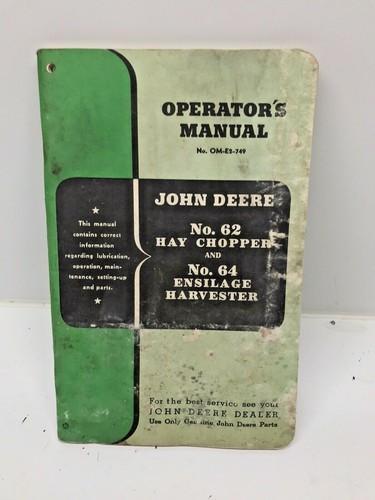 OPERATOR'S
MANUAL
No. OM-E2-749
JOHN DEERE
No. 62
HAY CHOPPER
AND
No. 64
ENSILAGE
HARVESTER
This manual
contains correct
information
regarding lubrication,
operation, main-
tenance, setting-up
and parts.
For the best service see your
JOHN DEERE DEALER
Use Only Genuine John Deere Parts